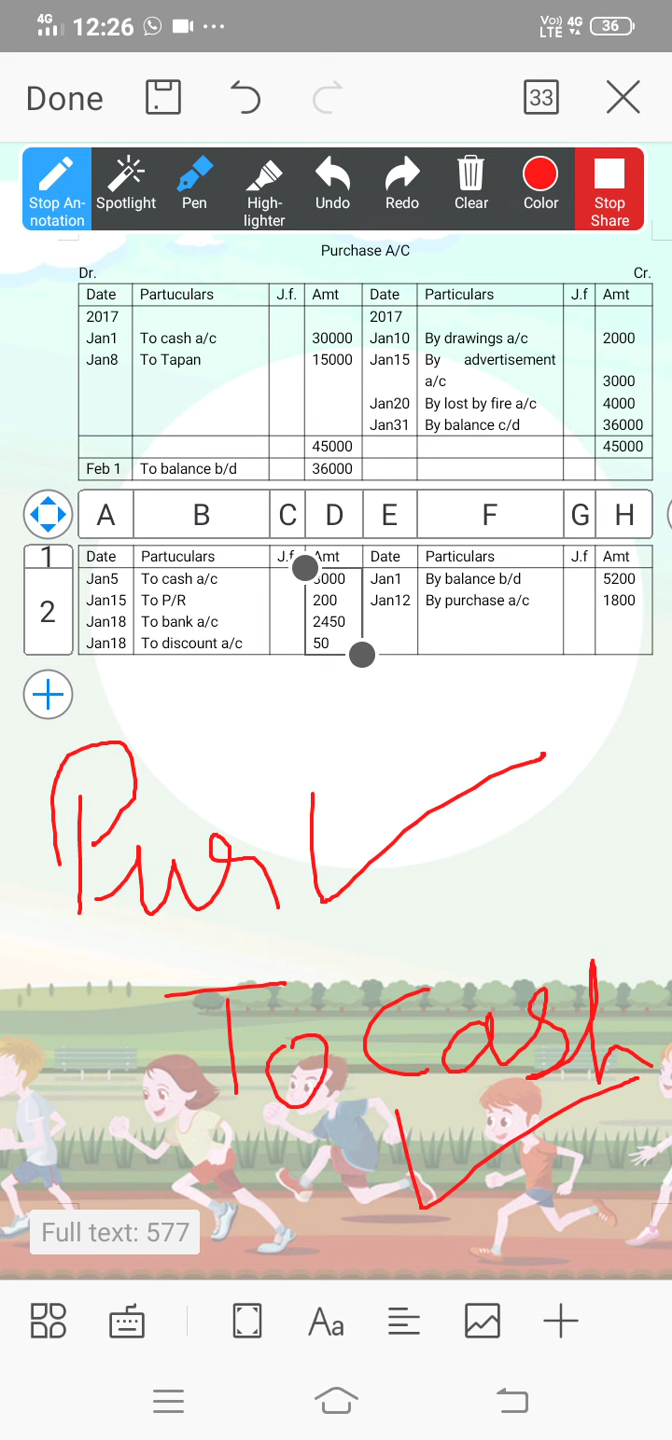 4G 12:26 ... Vo)) LTE 4G 36
Done 33
Stop An-notation Spotlight Pen High-lighter Undo Redo Clear Color Stop Share
Purchase A/C
Dr. Cr.
Date Partuculars J.f. Amt Date Particulars J.f Amt
2017 2017
Jan1 To cash a/c 30000 Jan10 By drawings a/c 2000
Jan8 To Tapan 15000 Jan15 By advertisement
a/c 3000
Jan20 By lost by fire a/c 4000
Jan31 By balance c/d 36000
45000 45000
Feb 1 To balance b/d 36000
A B C D E F G H
1 Date Partuculars J.f Amt Date Particulars J.f Amt
Jan5 To cash a/c 000 Jan1 By balance b/d 5200
2 Jan15 To P/R 200 Jan12 By purchase a/c 1800
Jan18 To bank a/c 2450
Jan18 To discount a/c 50
Pur
To Cash
Full text: 577
Aa